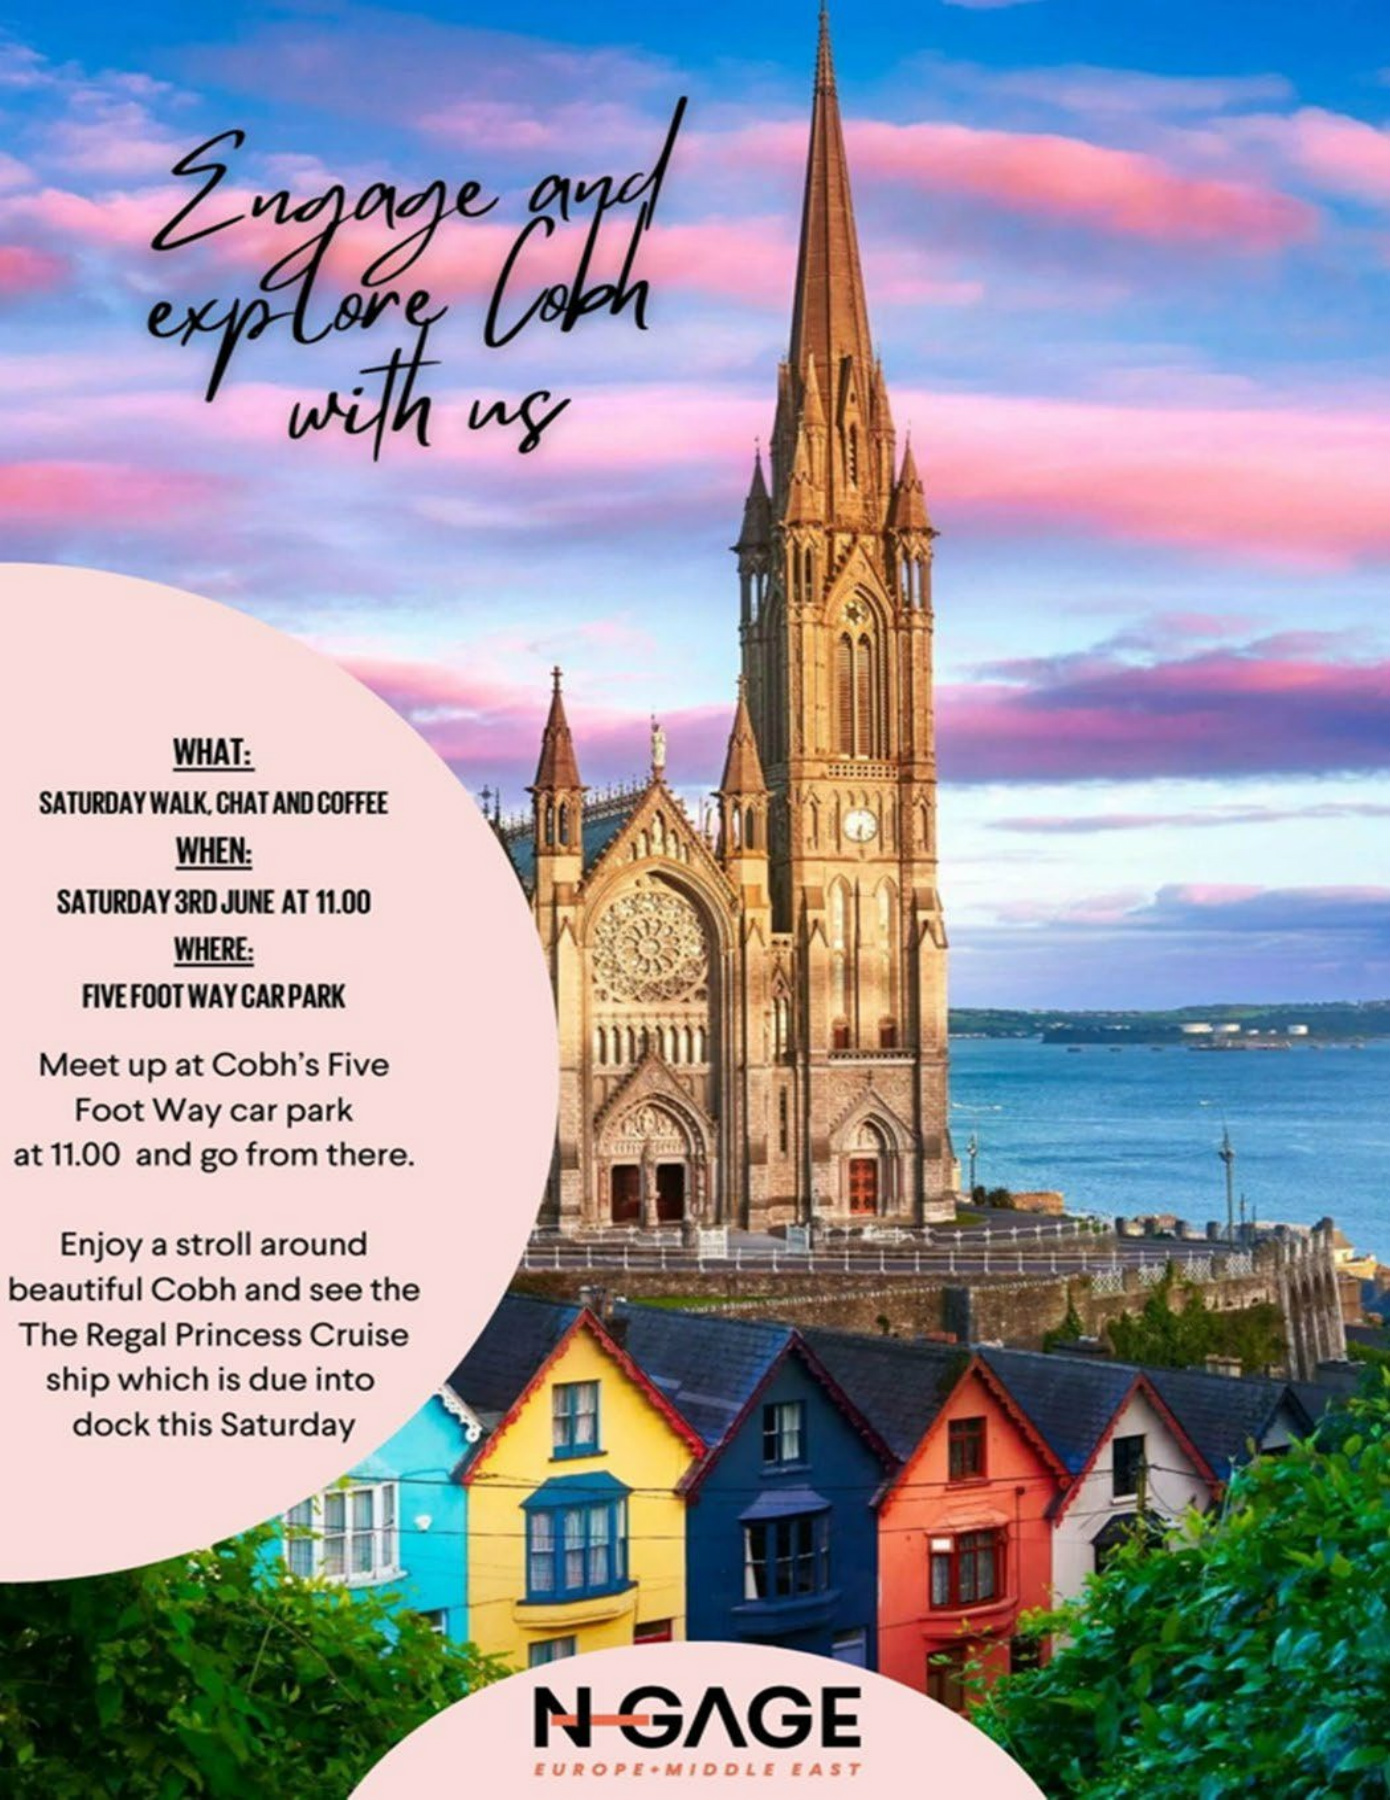 Engage and
explore Cobh
with us
WHAT:
SATURDAY WALK, CHAT AND COFFEE
WHEN:
SATURDAY 3RD JUNE AT 11.00
WHERE:
FIVE FOOT WAY CAR PARK
Meet up at Cobh's Five
Foot Way car park
at 11.00 and go from there.
Enjoy a stroll around
beautiful Cobh and see the
The Regal Princess Cruise
ship which is due into
dock this Saturday
N-GAGE
EUROPE+MIDDLE EAST